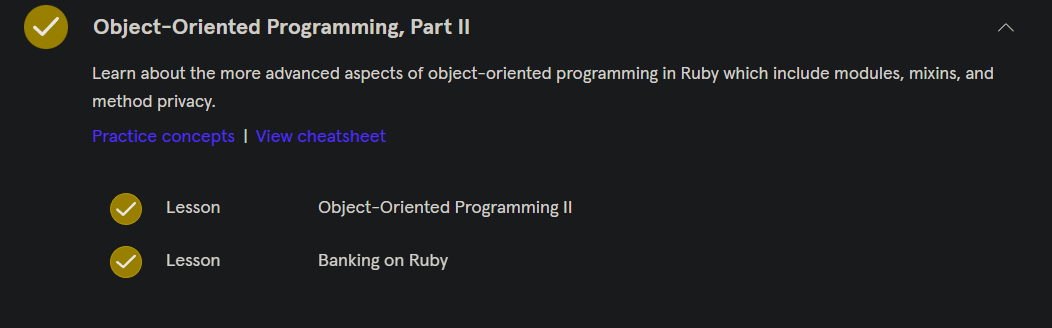 Object-Oriented Programming, Part II
Learn about the more advanced aspects of object-oriented programming in Ruby which include modules, mixins, and
method privacy.
Practice concepts | View cheatsheet
Lesson Object-Oriented Programming II
Lesson Banking on Ruby